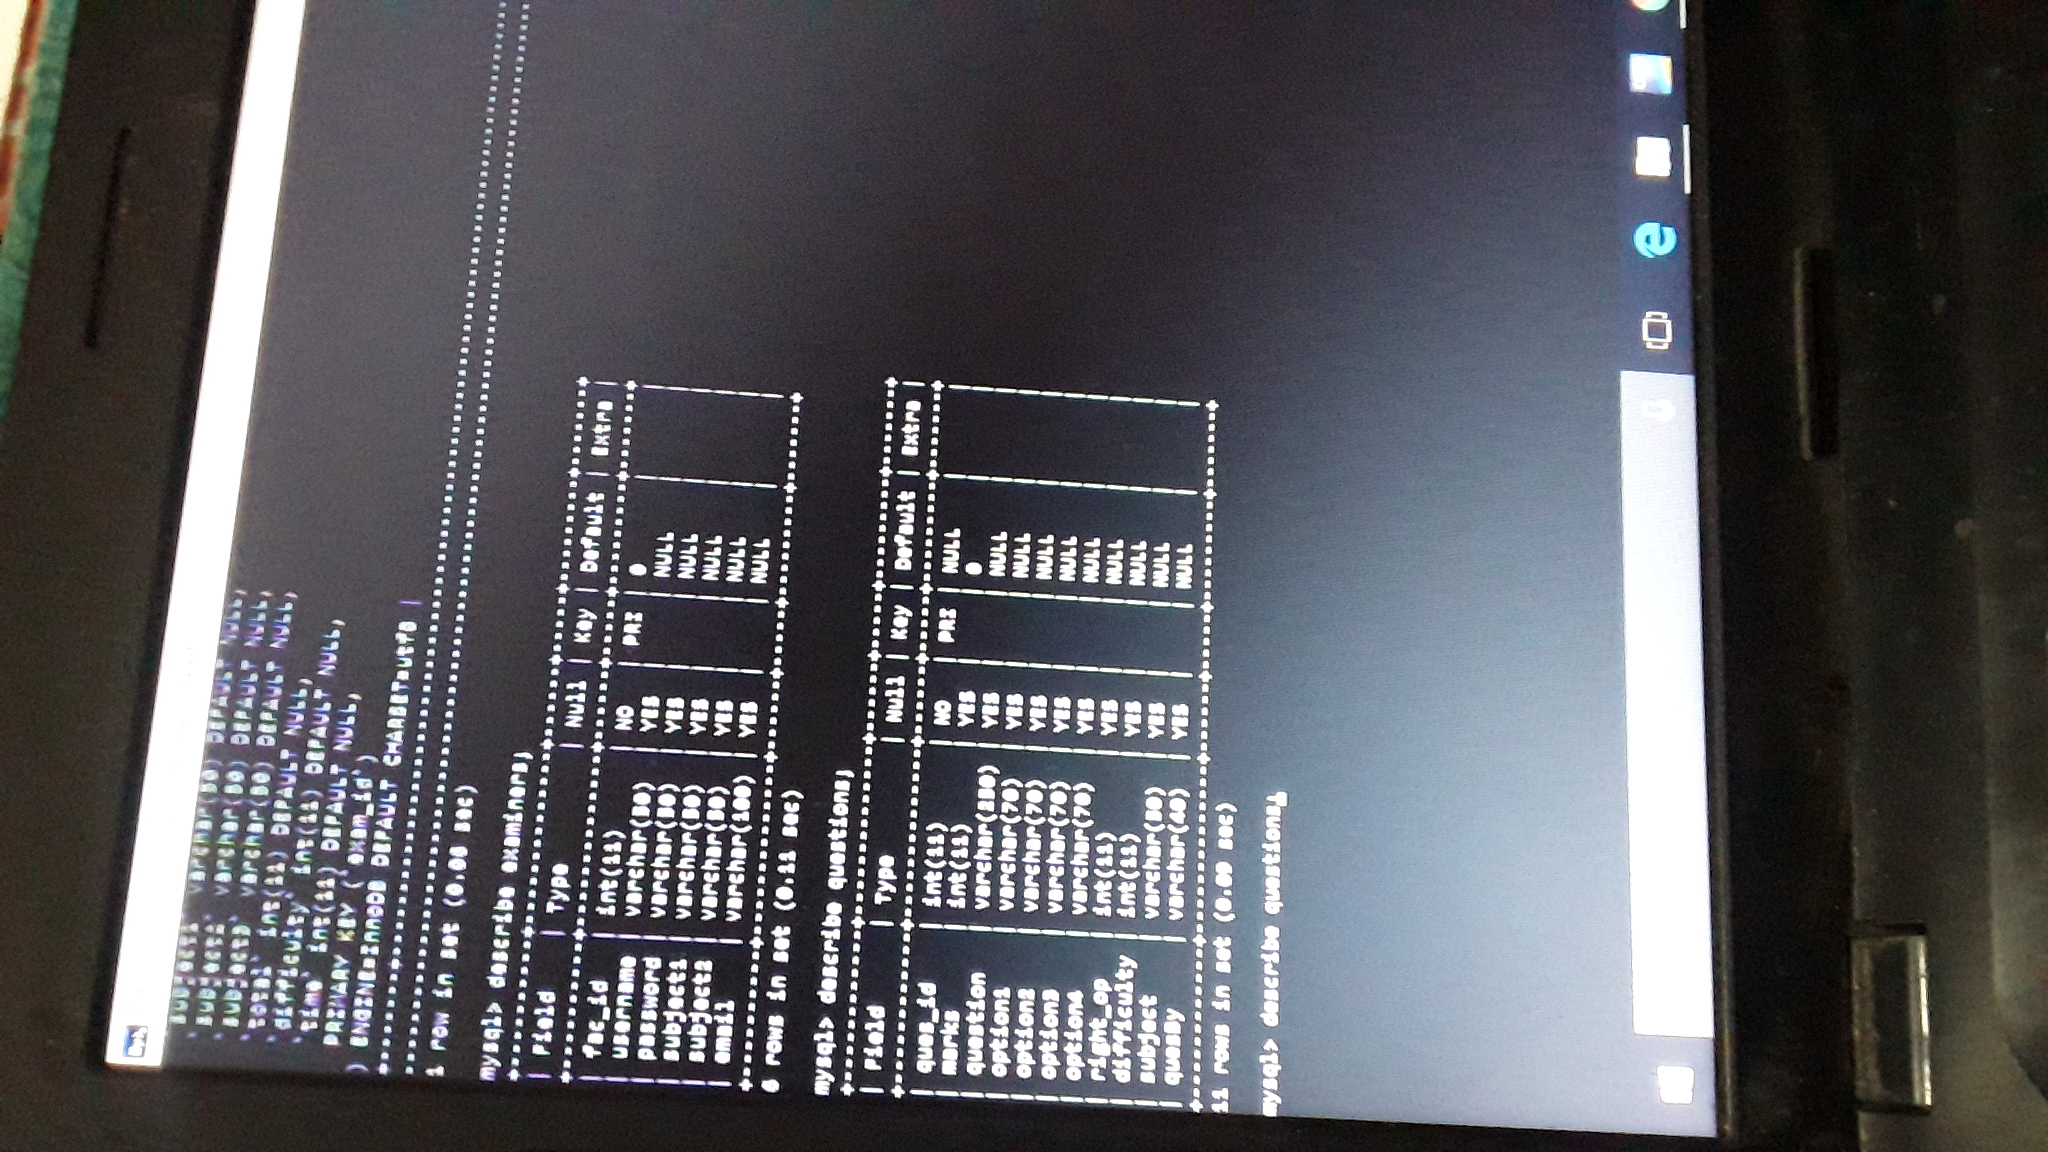 `subject1` varchar(50) DEFAULT NULL,
`subject2` varchar(50) DEFAULT NULL,
`subject3` varchar(50) DEFAULT NULL,
`total` int(11) DEFAULT NULL,
`difficulty` int(11) DEFAULT NULL,
`time` int(11) DEFAULT NULL,
PRIMARY KEY (`exam_id`)
) ENGINE=InnoDB DEFAULT CHARSET=utf8 |
1 row in set (0.06 sec)
mysql> describe examiners;
| Field | Type | Null | Key | Default | Extra |
| fac_id | int(11) | NO | PRI | 0 | |
| username | varchar(50) | YES | | NULL | |
| password | varchar(50) | YES | | NULL | |
| subject1 | varchar(50) | YES | | NULL | |
| subject2 | varchar(50) | YES | | NULL | |
| email | varchar(100) | YES | | NULL | |
6 rows in set (0.11 sec)
mysql> describe questions;
| Field | Type | Null | Key | Default | Extra |
| ques_id | int(11) | NO | PRI | NULL | |
| marks | int(11) | YES | | 0 | |
| question | varchar(250) | YES | | NULL | |
| option1 | varchar(70) | YES | | NULL | |
| option2 | varchar(70) | YES | | NULL | |
| option3 | varchar(70) | YES | | NULL | |
| option4 | varchar(70) | YES | | NULL | |
| right_op | int(11) | YES | | NULL | |
| difficulty | int(11) | YES | | NULL | |
| subject | varchar(50) | YES | | NULL | |
| quesBy | varchar(40) | YES | | NULL | |
11 rows in set (0.09 sec)
mysql> describe questions;